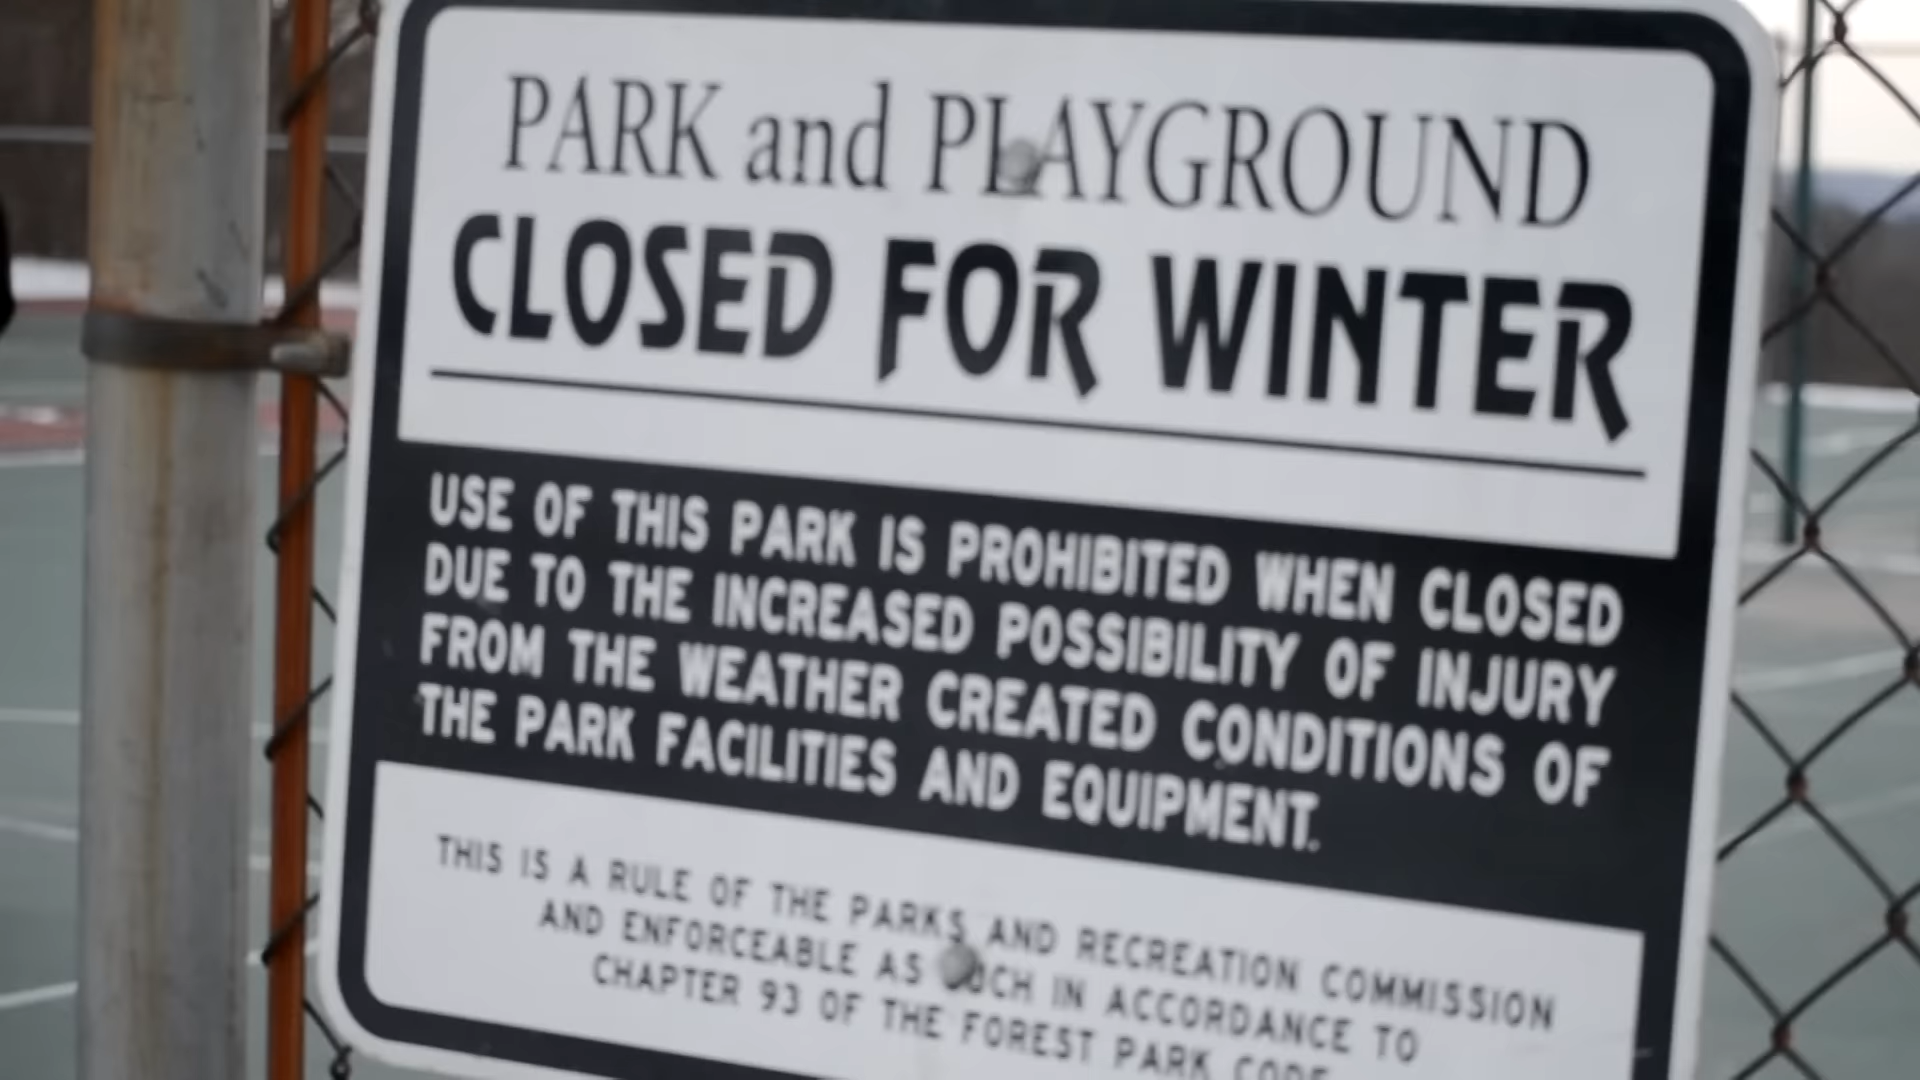 PARK and PLAYGROUND
CLOSED FOR WINTER
USE OF THIS PARK IS PROHIBITED WHEN CLOSED
DUE TO THE INCREASED POSSIBILITY OF INJURY
FROM THE WEATHER CREATED CONDITIONS OF
THE PARK FACILITIES AND EQUIPMENT.
THIS IS A RULE OF THE PARKS AND RECREATION COMMISSION
AND ENFORCEABLE AS SUCH IN ACCORDANCE TO
CHAPTER 93 OF THE FOREST PARK CODE